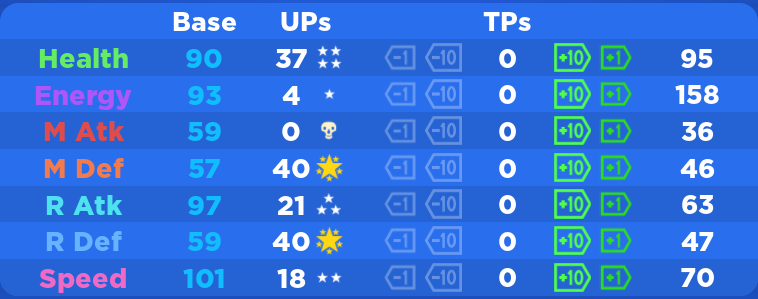 Base UPs TPs
Health 90 37 -1 -10 0 +10 +1 95
Energy 93 4 -1 -10 0 +10 +1 158
M Atk 59 0 -1 -10 0 +10 +1 36
M Def 57 40 -1 -10 0 +10 +1 46
R Atk 97 21 -1 -10 0 +10 +1 63
R Def 59 40 -1 -10 0 +10 +1 47
Speed 101 18 -1 -10 0 +10 +1 70